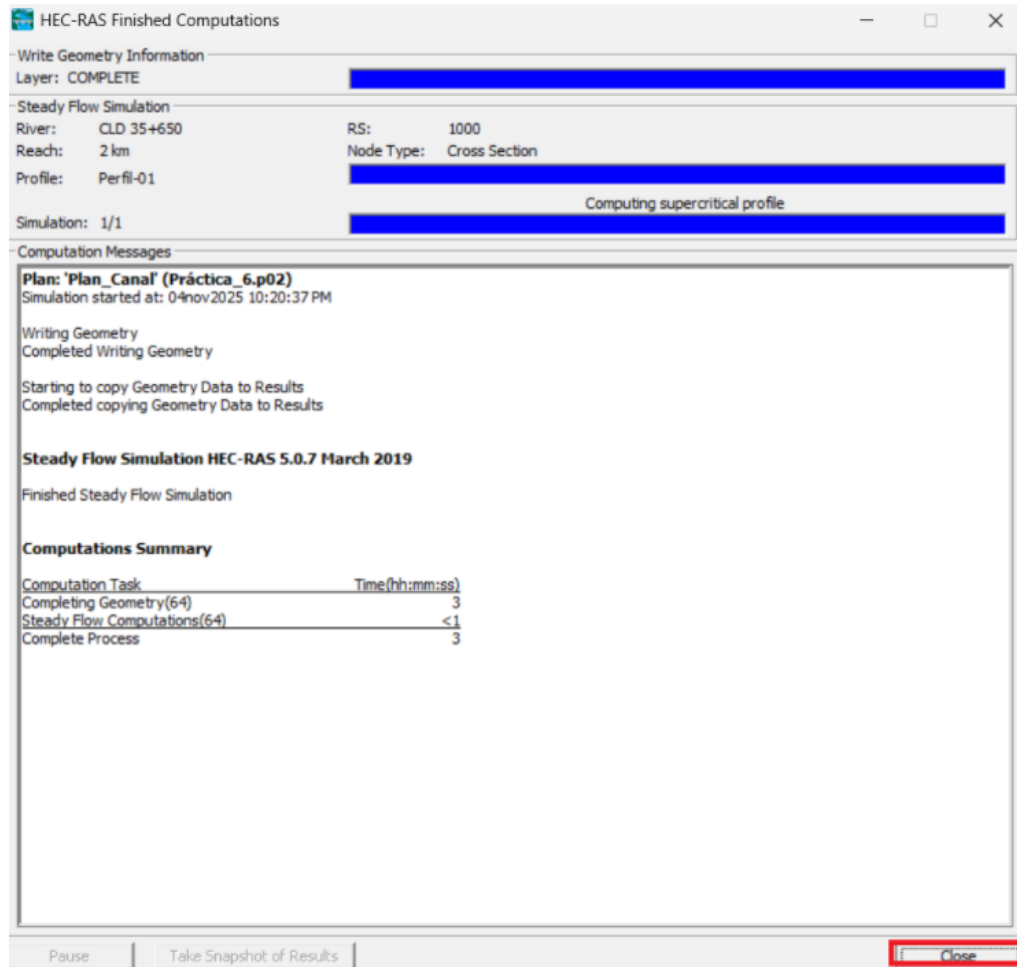 HEC-RAS Finished Computations
Write Geometry Information
Layer: COMPLETE
Steady Flow Simulation
River: CLD 35+650 RS: 1000
Reach: 2 km Node Type: Cross Section
Profile: Perfil-01
Computing supercritical profile
Simulation: 1/1
Computation Messages
Plan: 'Plan_Canal' (Práctica_6.p02)
Simulation started at: 04nov2025 10:20:37 PM
Writing Geometry
Completed Writing Geometry
Starting to copy Geometry Data to Results
Completed copying Geometry Data to Results
Steady Flow Simulation HEC-RAS 5.0.7 March 2019
Finished Steady Flow Simulation
Computations Summary
Computation Task Time(hh:mm:ss)
Completing Geometry(64) 3
Steady Flow Computations(64) <1
Complete Process 3
Pause Take Snapshot of Results Close